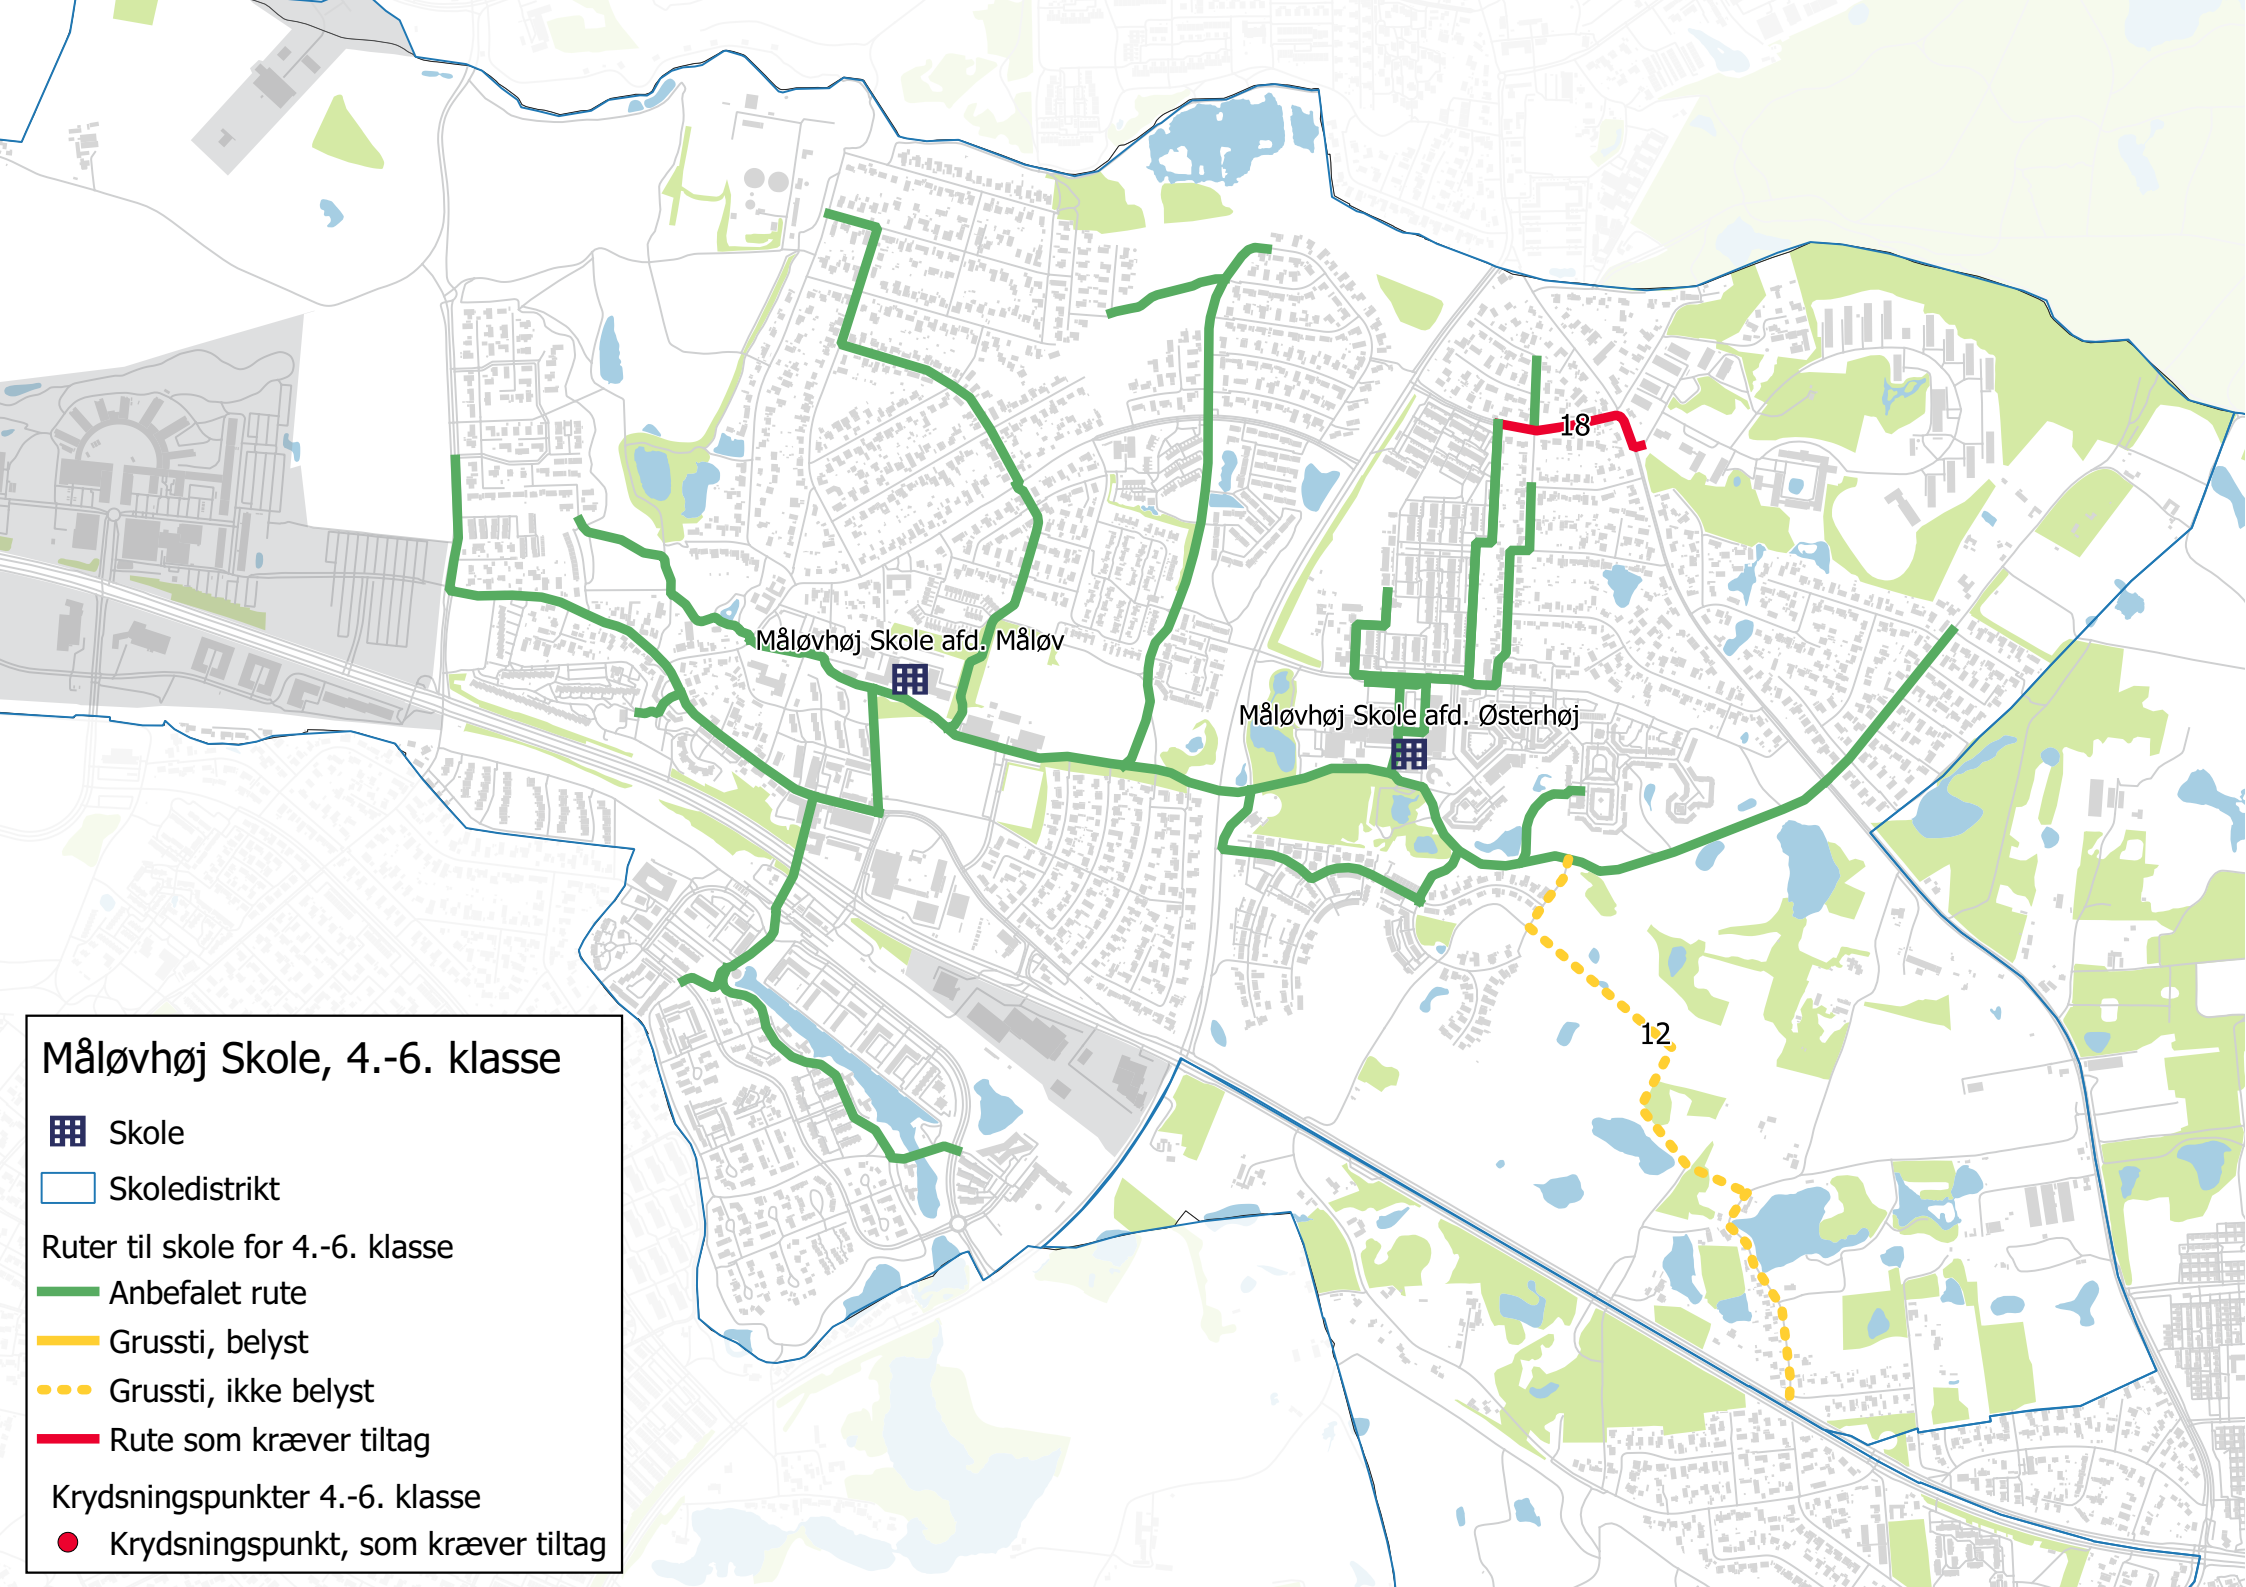 18
Måløvhøj Skole afd. Måløv
Måløvhøj Skole afd. Østerhøj
12
Måløvhøj Skole, 4.-6. klasse
Skole
Skoledistrikt
Ruter til skole for 4.-6. klasse
Anbefalet rute
Grussti, belyst
Grussti, ikke belyst
Rute som kræver tiltag
Krydsningspunkter 4.-6. klasse
Krydsningspunkt, som kræver tiltag